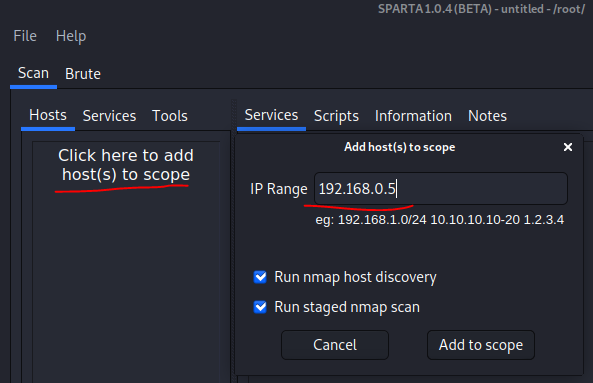 SPARTA 1.0.4 (BETA) - untitled - /root/
File Help
Scan Brute
Hosts Services Tools
Services Scripts Information Notes
Click here to add
host(s) to scope
Add host(s) to scope
IP Range 192.168.0.5
eg: 192.168.1.0/24 10.10.10.10-20 1.2.3.4
Run nmap host discovery
Run staged nmap scan
Cancel Add to scope